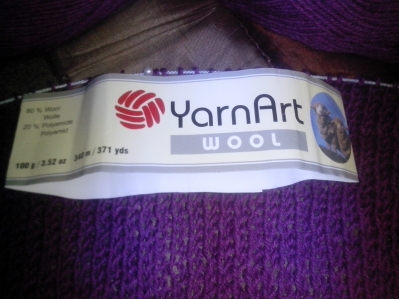 80 % Wool
Wolle
20 % Polyamide
Polyamid
100 g / 3.52 oz
340 m / 371 yds
YarnArt
WOOL